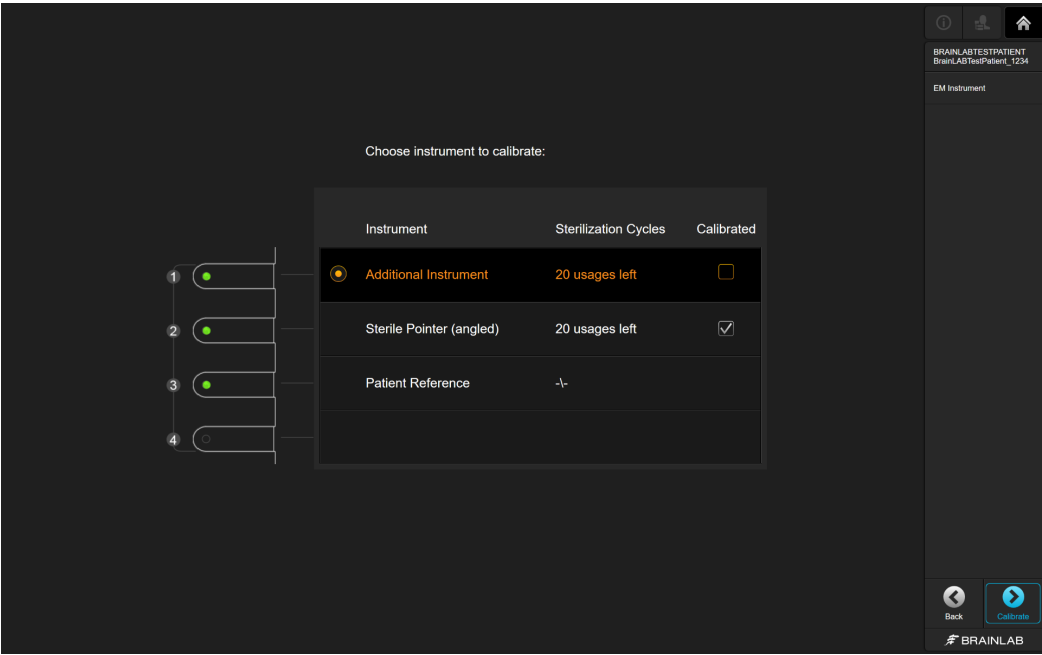 BRAINLABTESTPATIENT
BrainLABTestPatient_1234
EM Instrument
Choose instrument to calibrate:
Instrument Sterilization Cycles Calibrated
1 Additional Instrument 20 usages left
2 Sterile Pointer (angled) 20 usages left
3 Patient Reference -\-
4
Back Calibrate
BRAINLAB